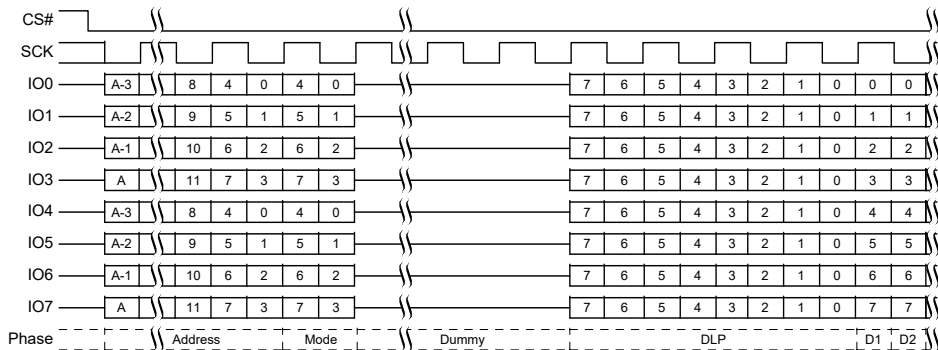 CS#
SCK
IO0 A-3 8 4 0 4 0 7 6 5 4 3 2 1 0 0 0
IO1 A-2 9 5 1 5 1 7 6 5 4 3 2 1 0 1 1
IO2 A-1 10 6 2 6 2 7 6 5 4 3 2 1 0 2 2
IO3 A 11 7 3 7 3 7 6 5 4 3 2 1 0 3 3
IO4 A-3 8 4 0 4 0 7 6 5 4 3 2 1 0 4 4
IO5 A-2 9 5 1 5 1 7 6 5 4 3 2 1 0 5 5
IO6 A-1 10 6 2 6 2 7 6 5 4 3 2 1 0 6 6
IO7 A 11 7 3 7 3 7 6 5 4 3 2 1 0 7 7
Phase Address Mode Dummy DLP D1 D2